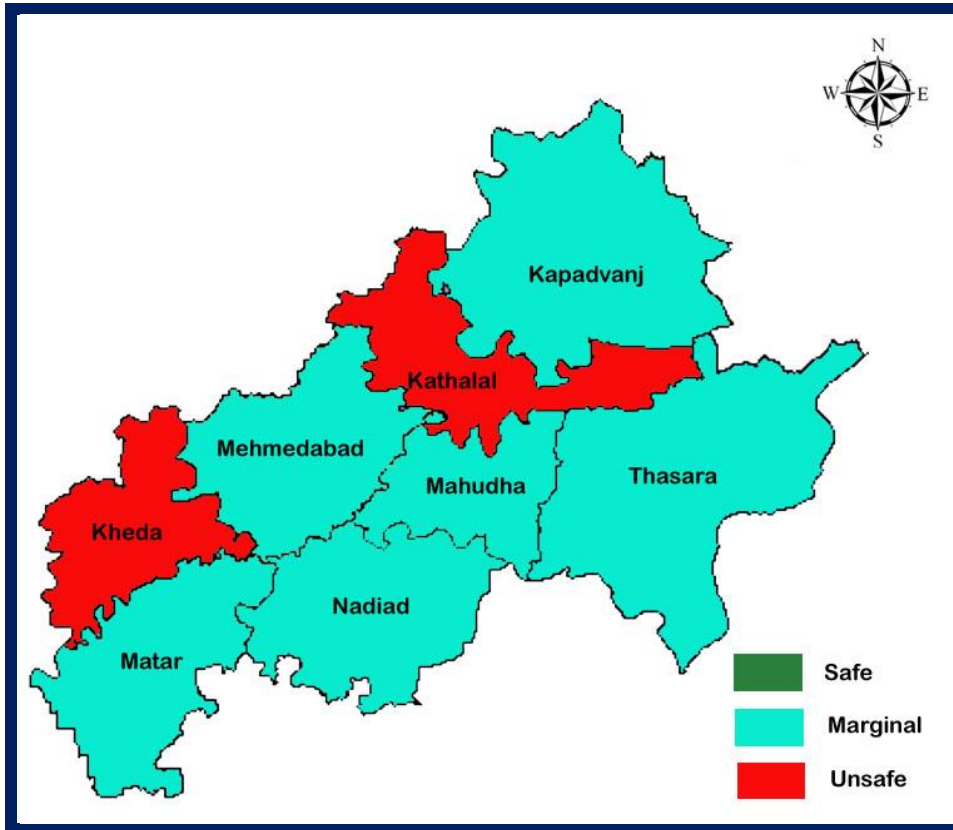 N
W E
S
Kapadvanj
Kathalal
Mehmedabad
Mahudha
Thasara
Kheda
Nadiad
Matar
Safe
Marginal
Unsafe